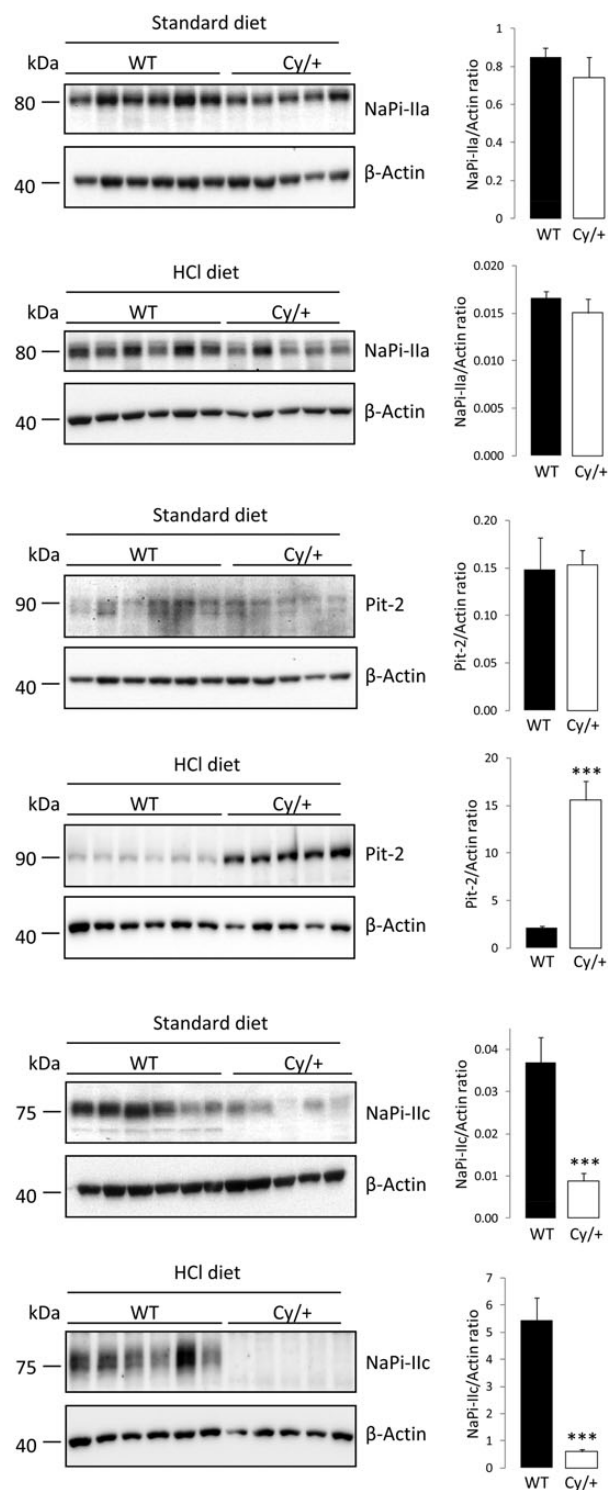 Standard diet
kDa WT Cy/+
80 NaPi-IIa
40 β-Actin
NaPi-IIa/Actin ratio
1
0.8
0.6
0.4
0.2
0
WT Cy/+
HCl diet
kDa WT Cy/+
80 NaPi-IIa
40 β-Actin
NaPi-IIa/Actin ratio
0.020
0.015
0.010
0.005
0.000
WT Cy/+
Standard diet
kDa WT Cy/+
90 Pit-2
40 β-Actin
Pit-2/Actin ratio
0.20
0.15
0.10
0.05
0.00
WT Cy/+
HCl diet
kDa WT Cy/+
90 Pit-2
40 β-Actin
Pit-2/Actin ratio
20
15
10
5
0
***
WT Cy/+
Standard diet
kDa WT Cy/+
75 NaPi-IIc
40 β-Actin
NaPi-IIc/Actin ratio
0.04
0.03
0.02
0.01
0.00
***
WT Cy/+
HCl diet
kDa WT Cy/+
75 NaPi-IIc
40 β-Actin
NaPi-IIc/Actin ratio
7
6
5
4
3
2
1
0
***
WT Cy/+